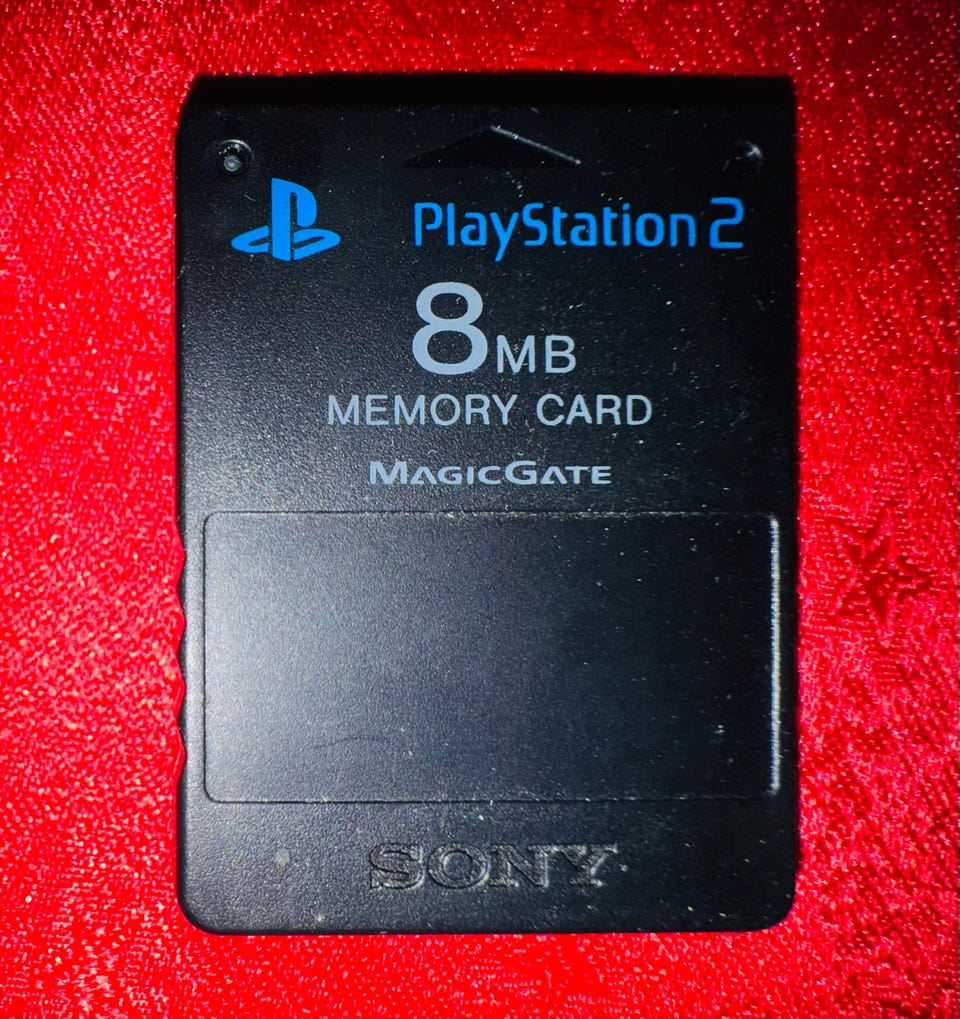 PlayStation 2
8MB
MEMORY CARD
MAGICGATE
SONY